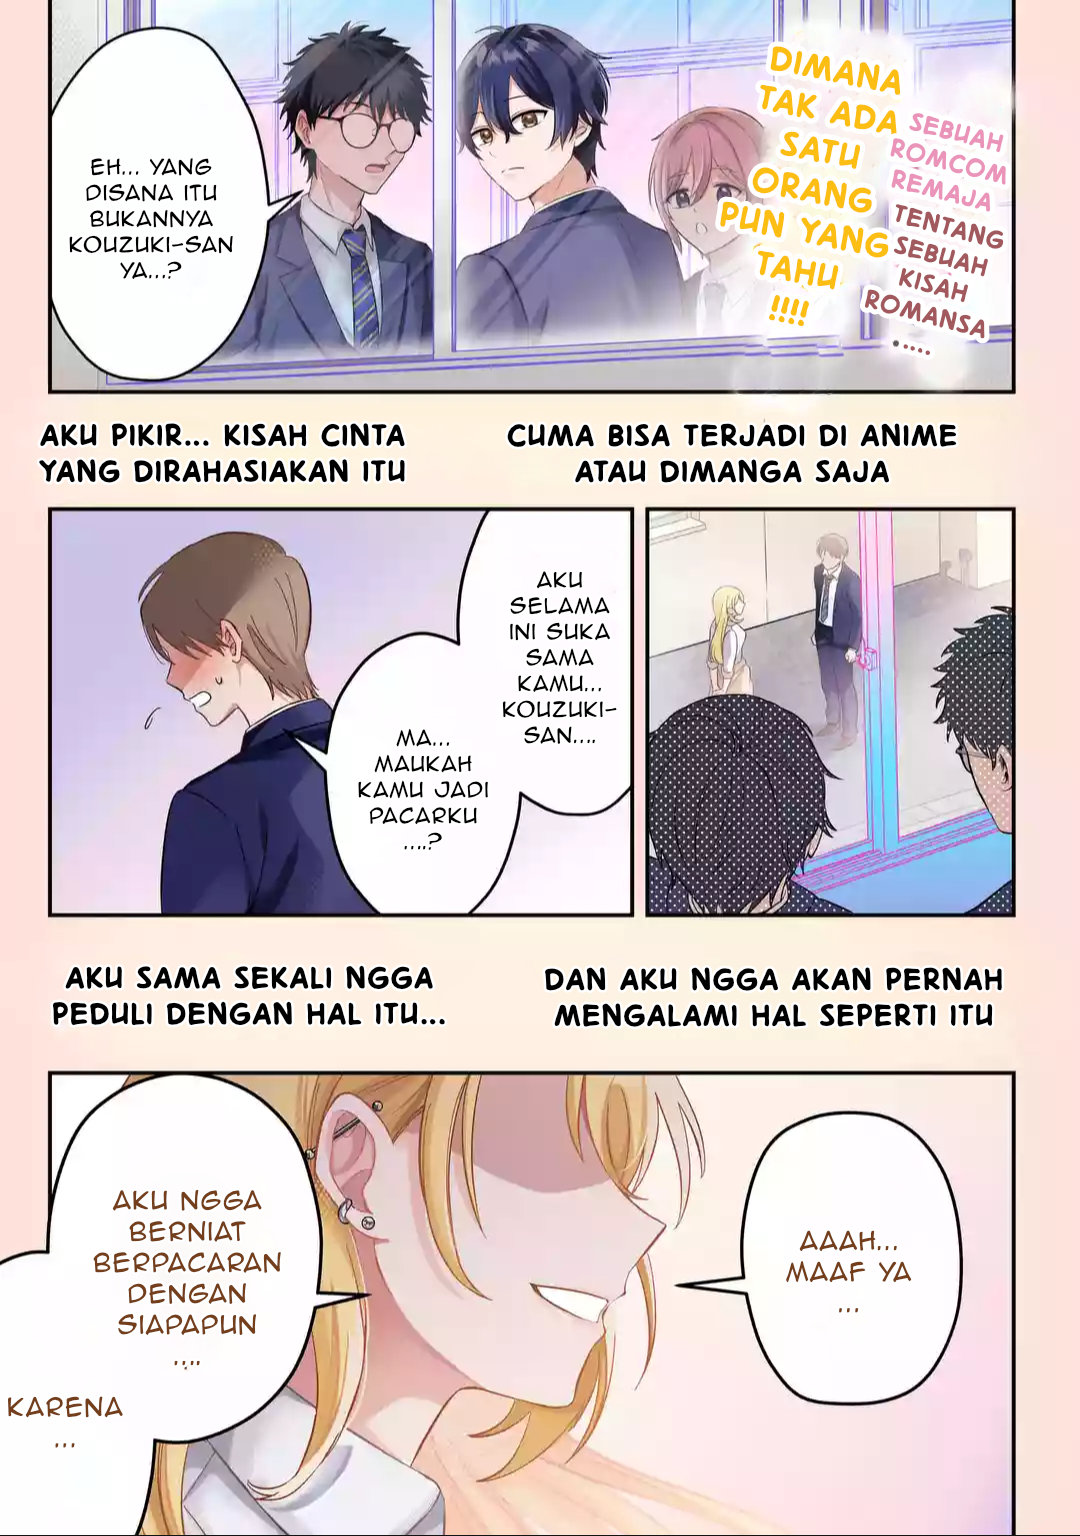 EH... YANG
DISANA ITU
BUKANNYA
KOUZUKI-SAN
YA...?
SEBUAH
ROMCOM
REMAJA
TENTANG
SEBUAH
KISAH
ROMANSA
......
DIMANA
TAK ADA
SATU
ORANG
PUN YANG
TAHU
!!!!
AKU PIKIR... KISAH CINTA
YANG DIRAHASIAKAN ITU
CUMA BISA TERJADI DI ANIME
ATAU DIMANGA SAJA
AKU
SELAMA
INI SUKA
SAMA
KAMU...
KOUZUKI-
SAN....
MA...
MAUKAH
KAMU JADI
PACARKU
....?
AKU SAMA SEKALI NGGA
PEDULI DENGAN HAL ITU...
DAN AKU NGGA AKAN PERNAH
MENGALAMI HAL SEPERTI ITU
AAAH...
MAAF YA
...
AKU NGGA
BERNIAT
BERPACARAN
DENGAN
SIAPAPUN
....
KARENA
...